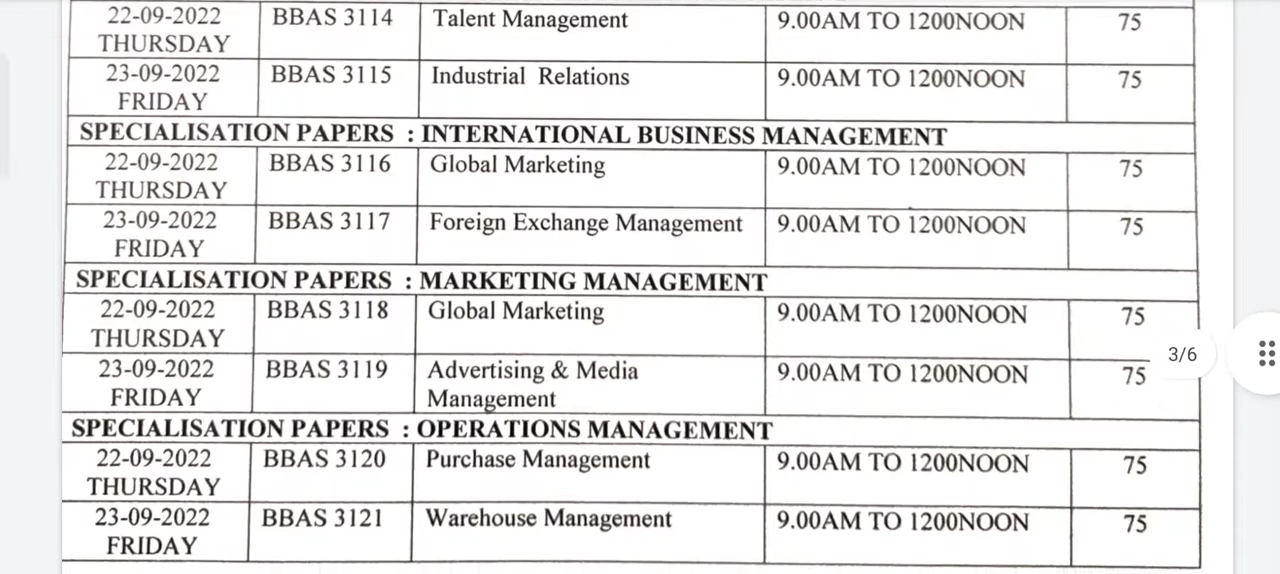 22-09-2022 BBAS 3114 Talent Management 9.00AM TO 1200NOON 75
THURSDAY
23-09-2022 BBAS 3115 Industrial Relations 9.00AM TO 1200NOON 75
FRIDAY
SPECIALISATION PAPERS : INTERNATIONAL BUSINESS MANAGEMENT
22-09-2022 BBAS 3116 Global Marketing 9.00AM TO 1200NOON 75
THURSDAY
23-09-2022 BBAS 3117 Foreign Exchange Management 9.00AM TO 1200NOON 75
FRIDAY
SPECIALISATION PAPERS : MARKETING MANAGEMENT
22-09-2022 BBAS 3118 Global Marketing 9.00AM TO 1200NOON 75
THURSDAY
3/6
23-09-2022 BBAS 3119 Advertising & Media 9.00AM TO 1200NOON 75
FRIDAY Management
SPECIALISATION PAPERS : OPERATIONS MANAGEMENT
22-09-2022 BBAS 3120 Purchase Management 9.00AM TO 1200NOON 75
THURSDAY
23-09-2022 BBAS 3121 Warehouse Management 9.00AM TO 1200NOON 75
FRIDAY